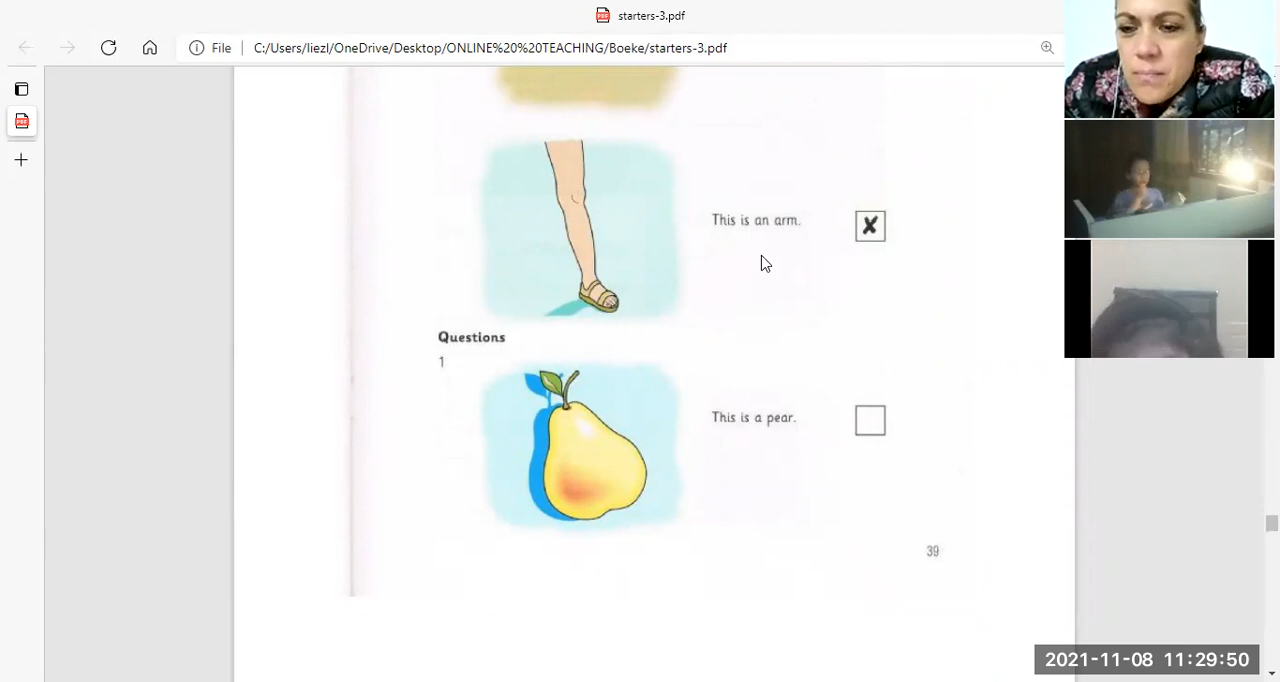 starters-3.pdf
File
C:/Users/liezl/OneDrive/Desktop/ONLINE%20%20TEACHING/Boeke/starters-3.pdf
This is an arm.
X
Questions
1
This is a pear.
39
2021-11-08 11:29:50